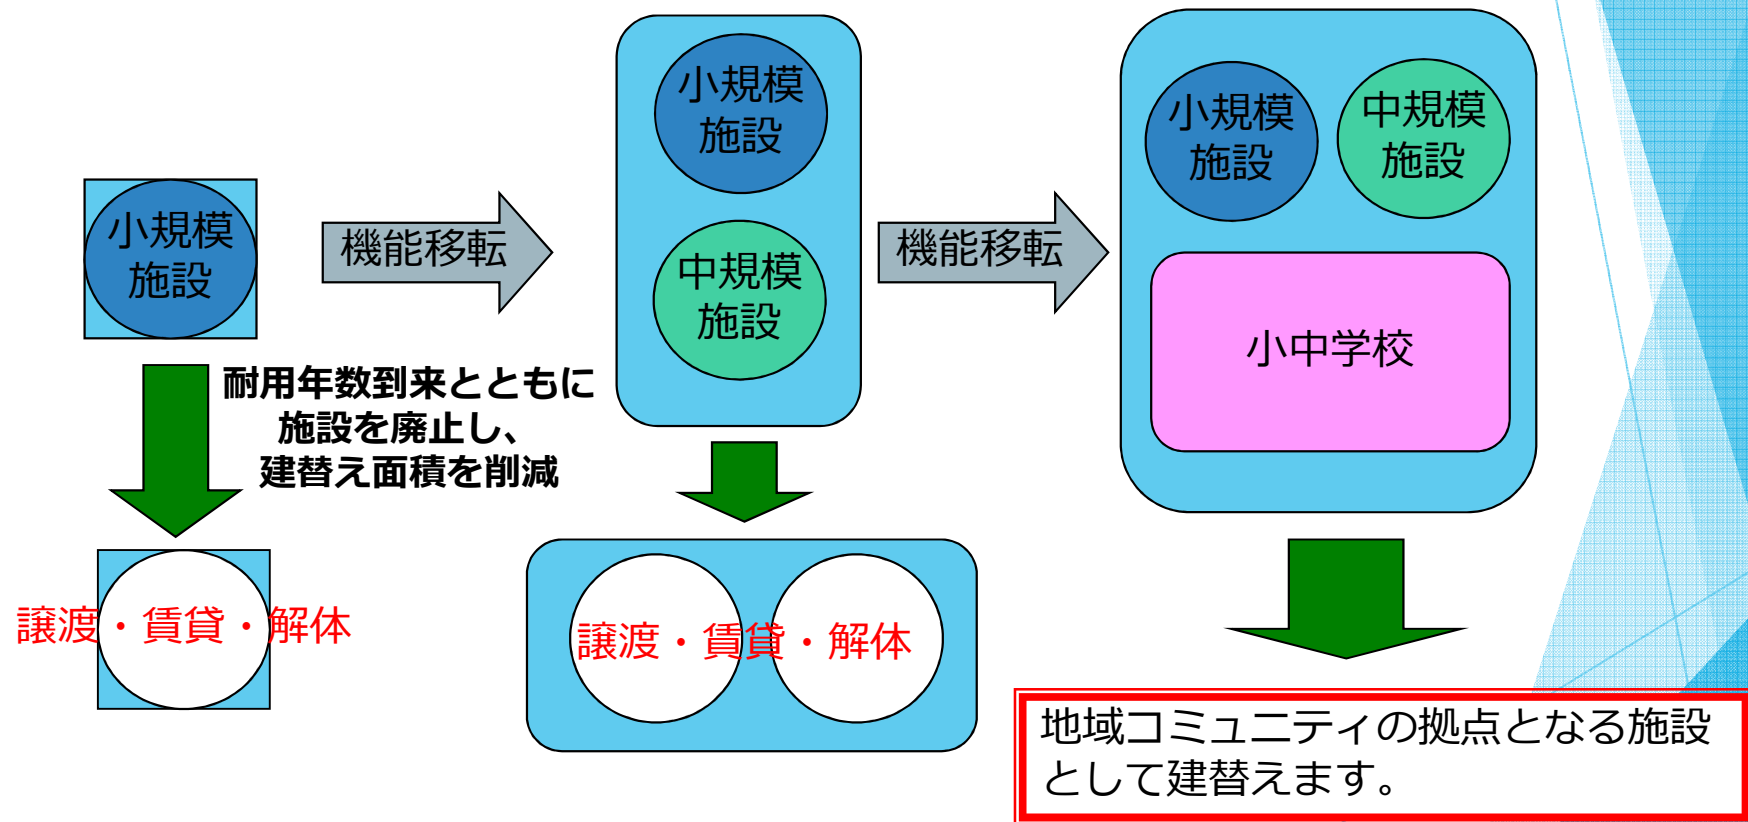 小規模
施設
機能移転
小規模
施設
中規模
施設
機能移転
小規模
施設
中規模
施設
小中学校
耐用年数到来とともに
施設を廃止し、
建替え面積を削減
譲渡・賃貸・解体
譲渡・賃貸・解体
地域コミュニティの拠点となる施設
として建替えます。